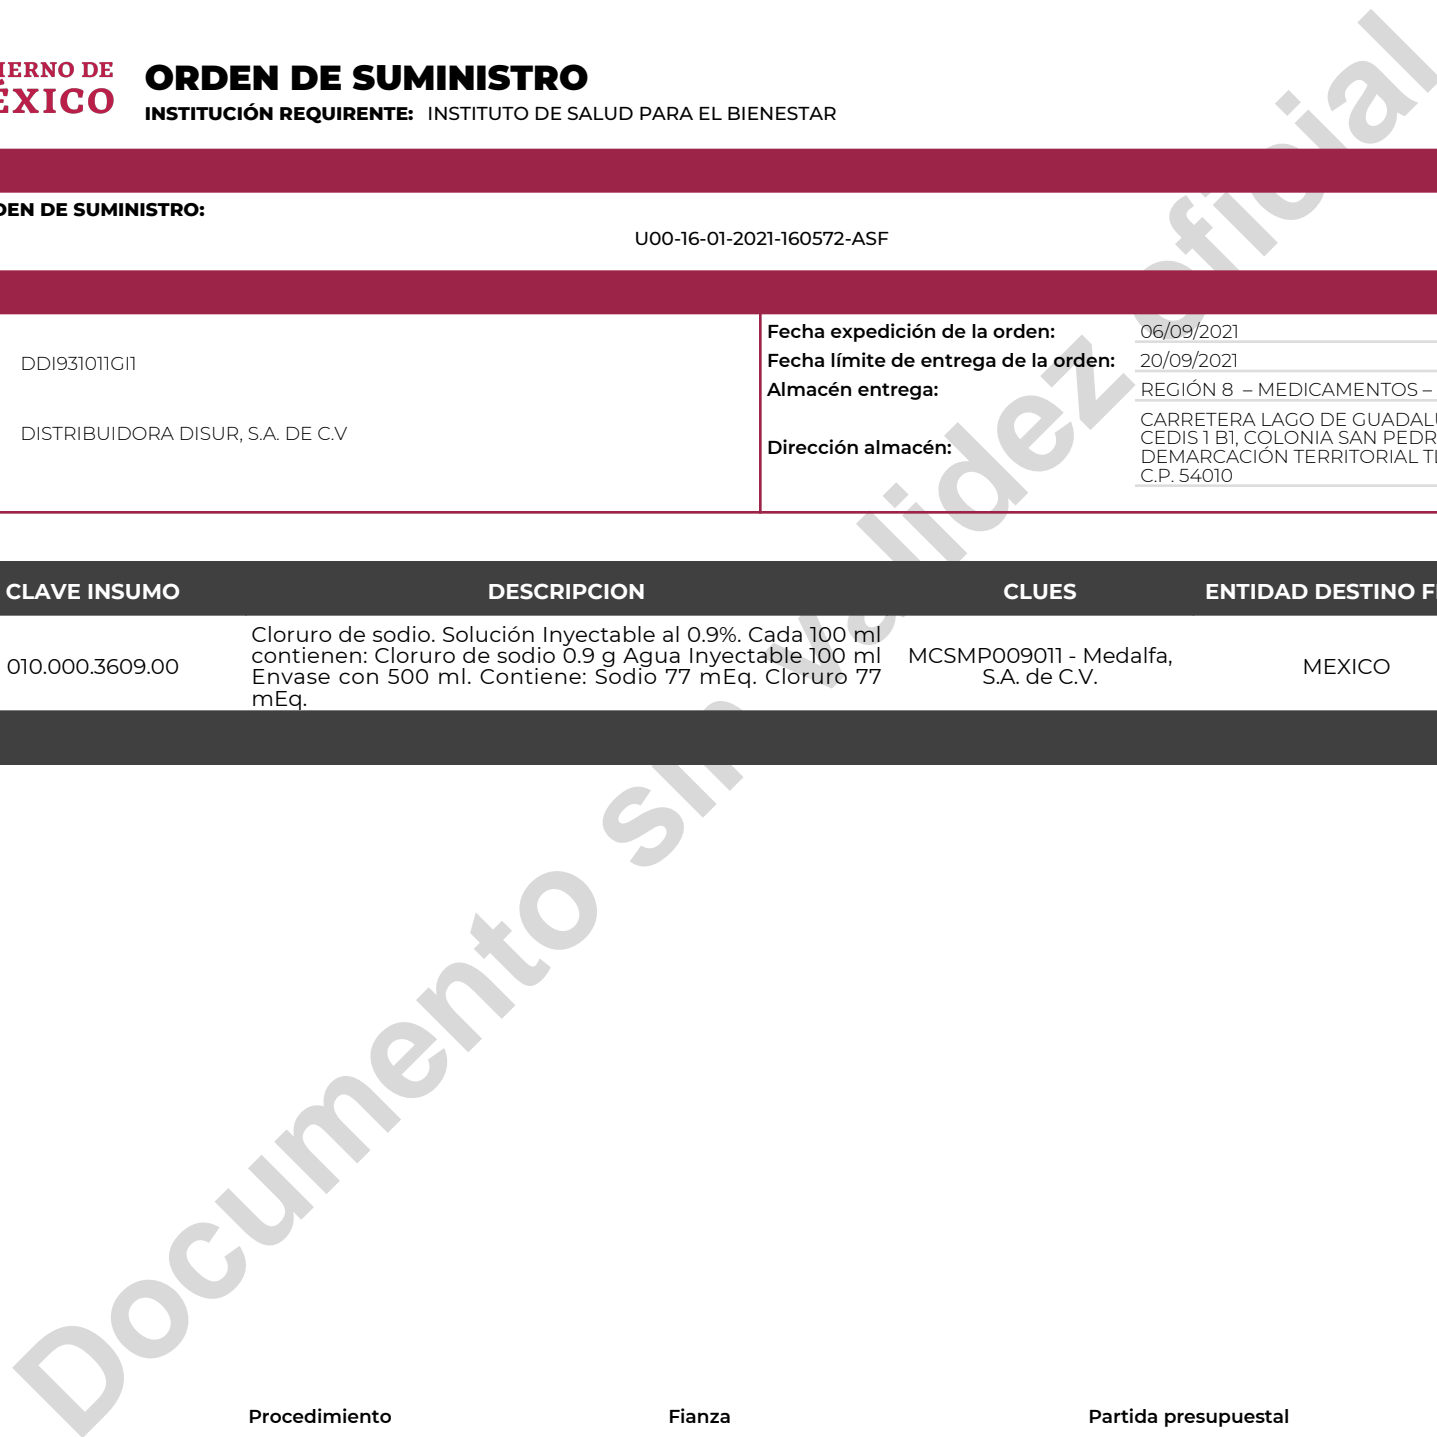 IERNO DE
ÉXICO
ORDEN DE SUMINISTRO
INSTITUCIÓN REQUIRENTE: INSTITUTO DE SALUD PARA EL BIENESTAR
DEN DE SUMINISTRO:
U00-16-01-2021-160572-ASF
DDI931011GI1
DISTRIBUIDORA DISUR, S.A. DE C.V
Fecha expedición de la orden: 06/09/2021
Fecha límite de entrega de la orden: 20/09/2021
Almacén entrega: REGIÓN 8 – MEDICAMENTOS –
Dirección almacén:
CARRETERA LAGO DE GUADALU
CEDIS 1 B1, COLONIA SAN PEDR
DEMARCACIÓN TERRITORIAL TL
C.P. 54010
CLAVE INSUMO DESCRIPCION CLUES ENTIDAD DESTINO FI
010.000.3609.00
Cloruro de sodio. Solución Inyectable al 0.9%. Cada 100 ml
contienen: Cloruro de sodio 0.9 g Agua Inyectable 100 ml
Envase con 500 ml. Contiene: Sodio 77 mEq. Cloruro 77
mEq.
MCSMP009011 - Medalfa,
S.A. de C.V.
MEXICO
Documento sin validez oficial
Procedimiento Fianza Partida presupuestal